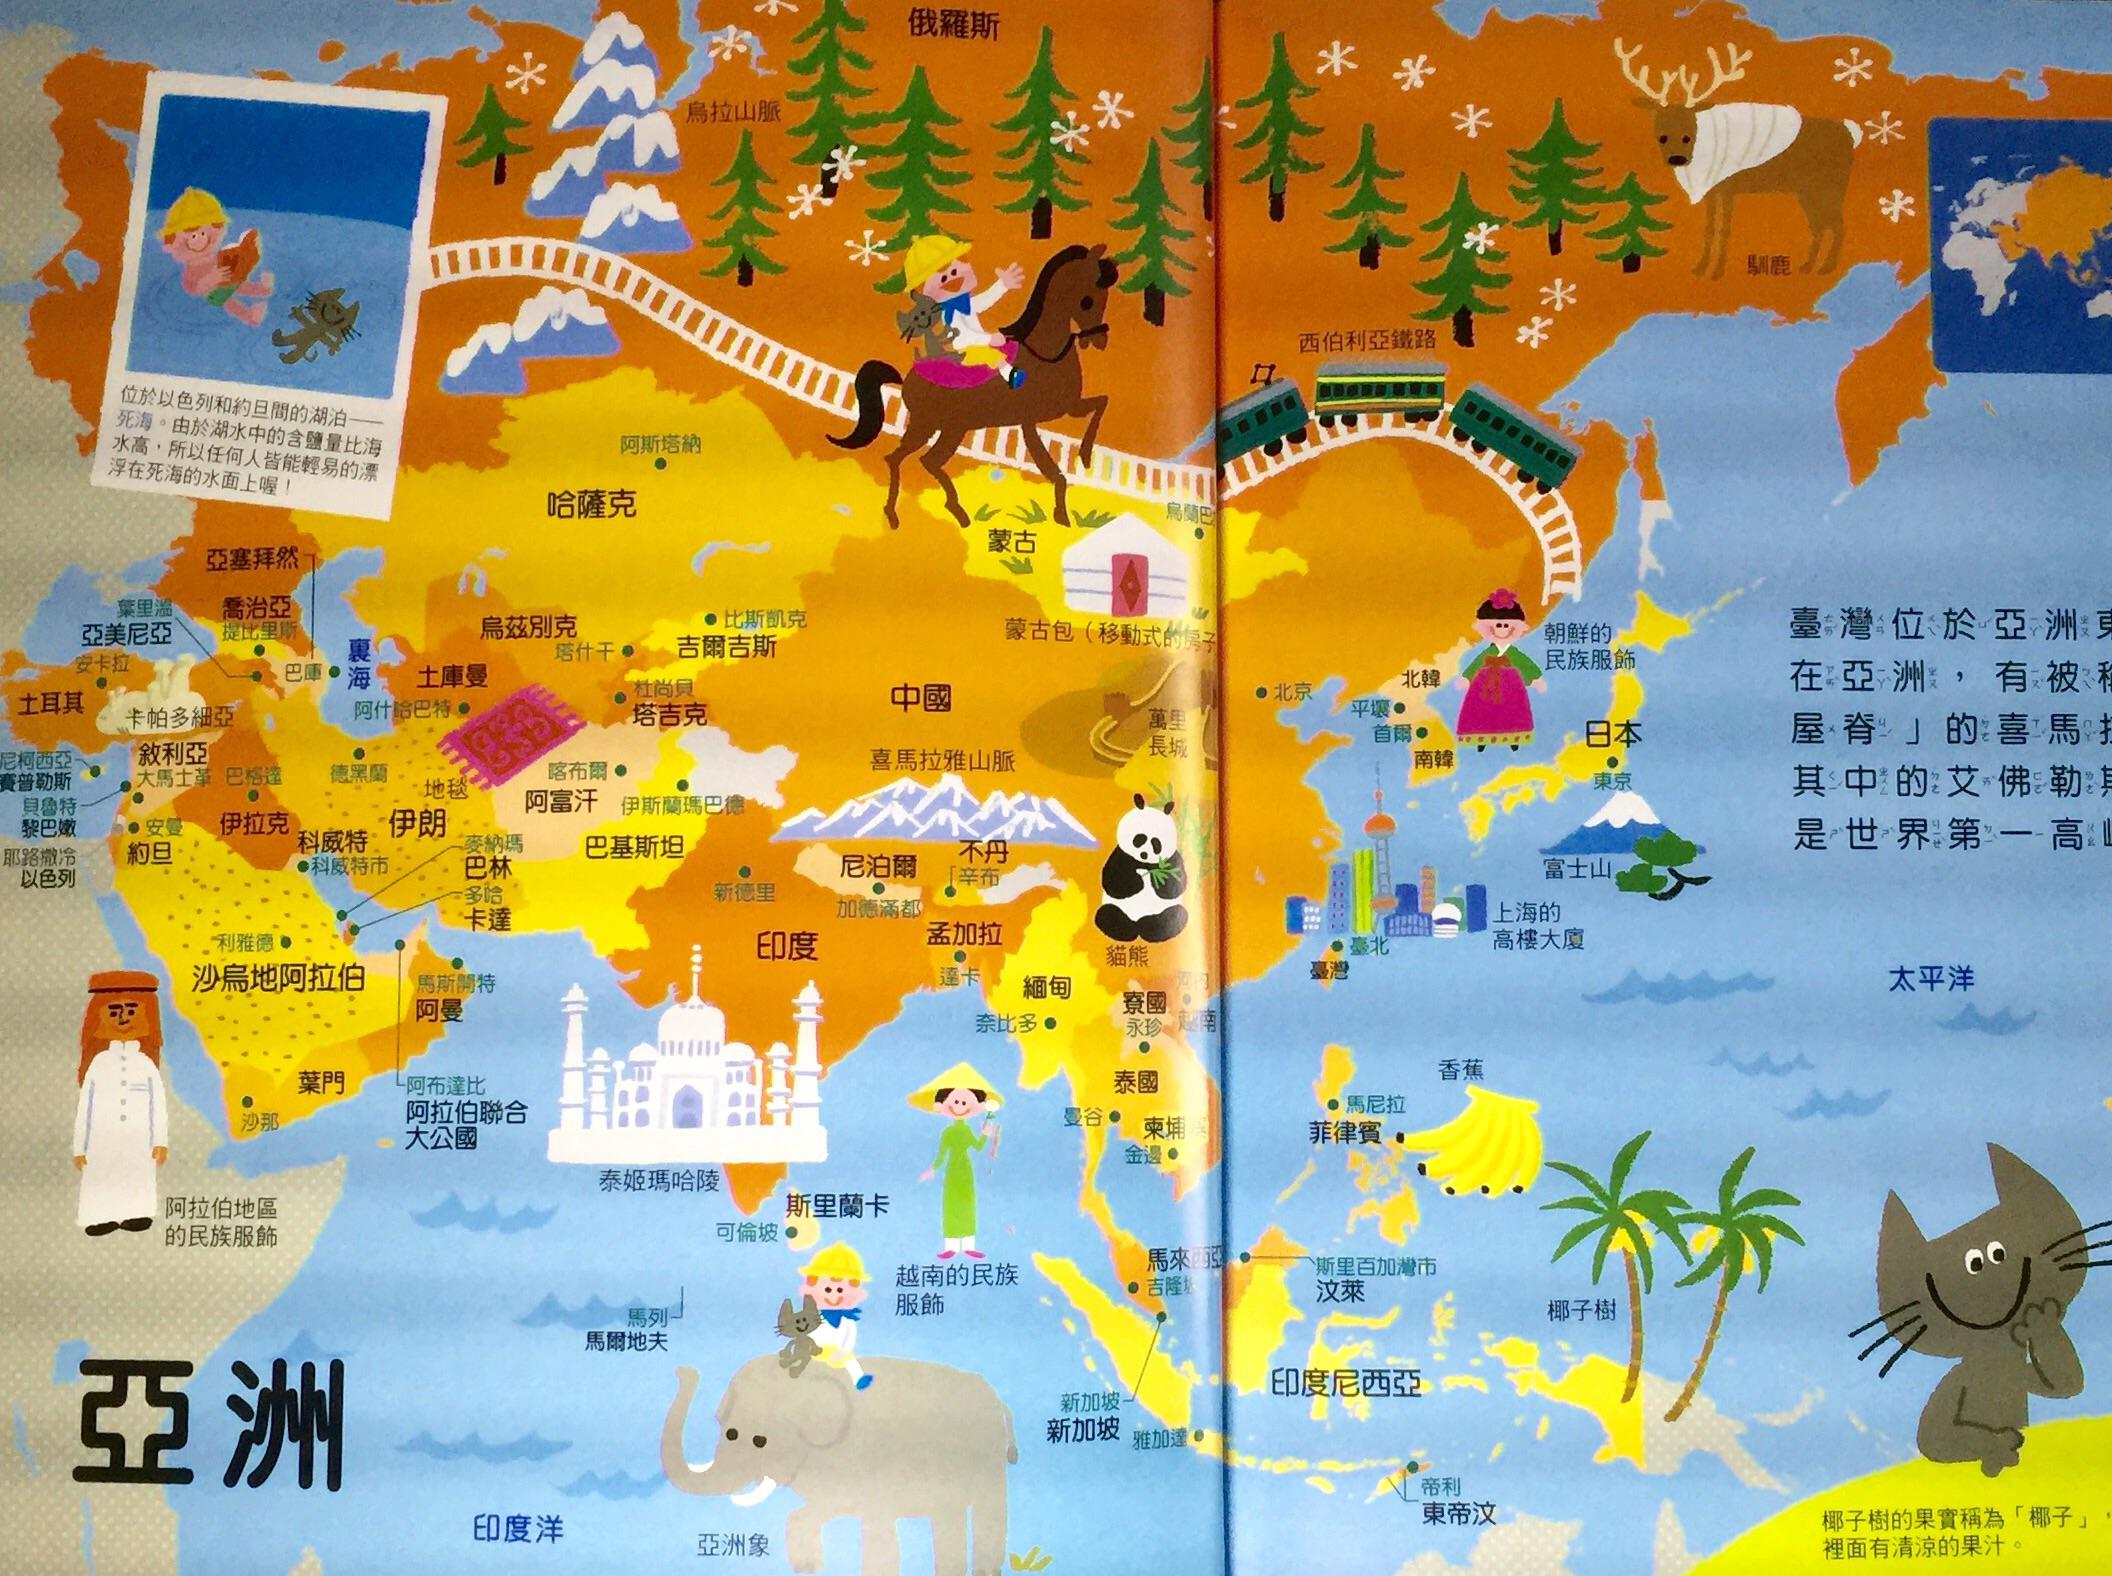 俄羅斯
烏拉山脈
馴鹿
西伯利亞鐵路
位於以色列和約旦間的湖泊——
死海。由於湖水中的含鹽量比海
水高，所以任何人皆能輕易的漂
浮在死海的水面上喔！
阿斯塔納
哈薩克
烏蘭巴
蒙古
蒙古包（移動式的房子
亞塞拜然
葉里溫
亞美尼亞
喬治亞
提比里斯
安卡拉
土耳其
卡帕多細亞
巴庫
裏海
土庫曼
阿什哈巴特
烏茲別克
塔什干
比斯凱克
吉爾吉斯
杜尚貝
塔吉克
中國
萬里
長城
北京
朝鮮的
民族服飾
北韓
平壤
首爾
南韓
日本
東京
富士山
尼柯西亞
賽普勒斯
敘利亞
大馬士革
巴格達
貝魯特
黎巴嫩
安曼
約旦
耶路撒冷
以色列
伊拉克
德黑蘭
地毯
伊朗
科威特
科威特市
麥納瑪
巴林
多哈
卡達
喀布爾
阿富汗
伊斯蘭瑪巴德
巴基斯坦
喜馬拉雅山脈
新德里
尼泊爾
加德滿都
不丹
辛布
印度
孟加拉
達卡
貓熊
上海的
高樓大廈
臺北
臺灣
利雅德
沙烏地阿拉伯
馬斯開特
阿曼
葉門
沙那
阿布達比
阿拉伯聯合
大公國
阿拉伯地區
的民族服飾
泰姬瑪哈陵
斯里蘭卡
可倫坡
馬列
馬爾地夫
緬甸
奈比多
寮國
永珍
河內
越南
泰國
曼谷
柬埔寨
金邊
越南的民族
服飾
馬來西亞
吉隆坡
新加坡
新加坡
雅加達
斯里百加灣市
汶萊
印度尼西亞
帝利
東帝汶
香蕉
馬尼拉
菲律賓
椰子樹
太平洋
臺灣位於亞洲東
在亞洲，有被稱
屋脊」的喜馬拉
其中的艾佛勒斯
是世界第一高山
亞洲
印度洋
亞洲象
椰子樹的果實稱為「椰子」，
裡面有清涼的果汁。